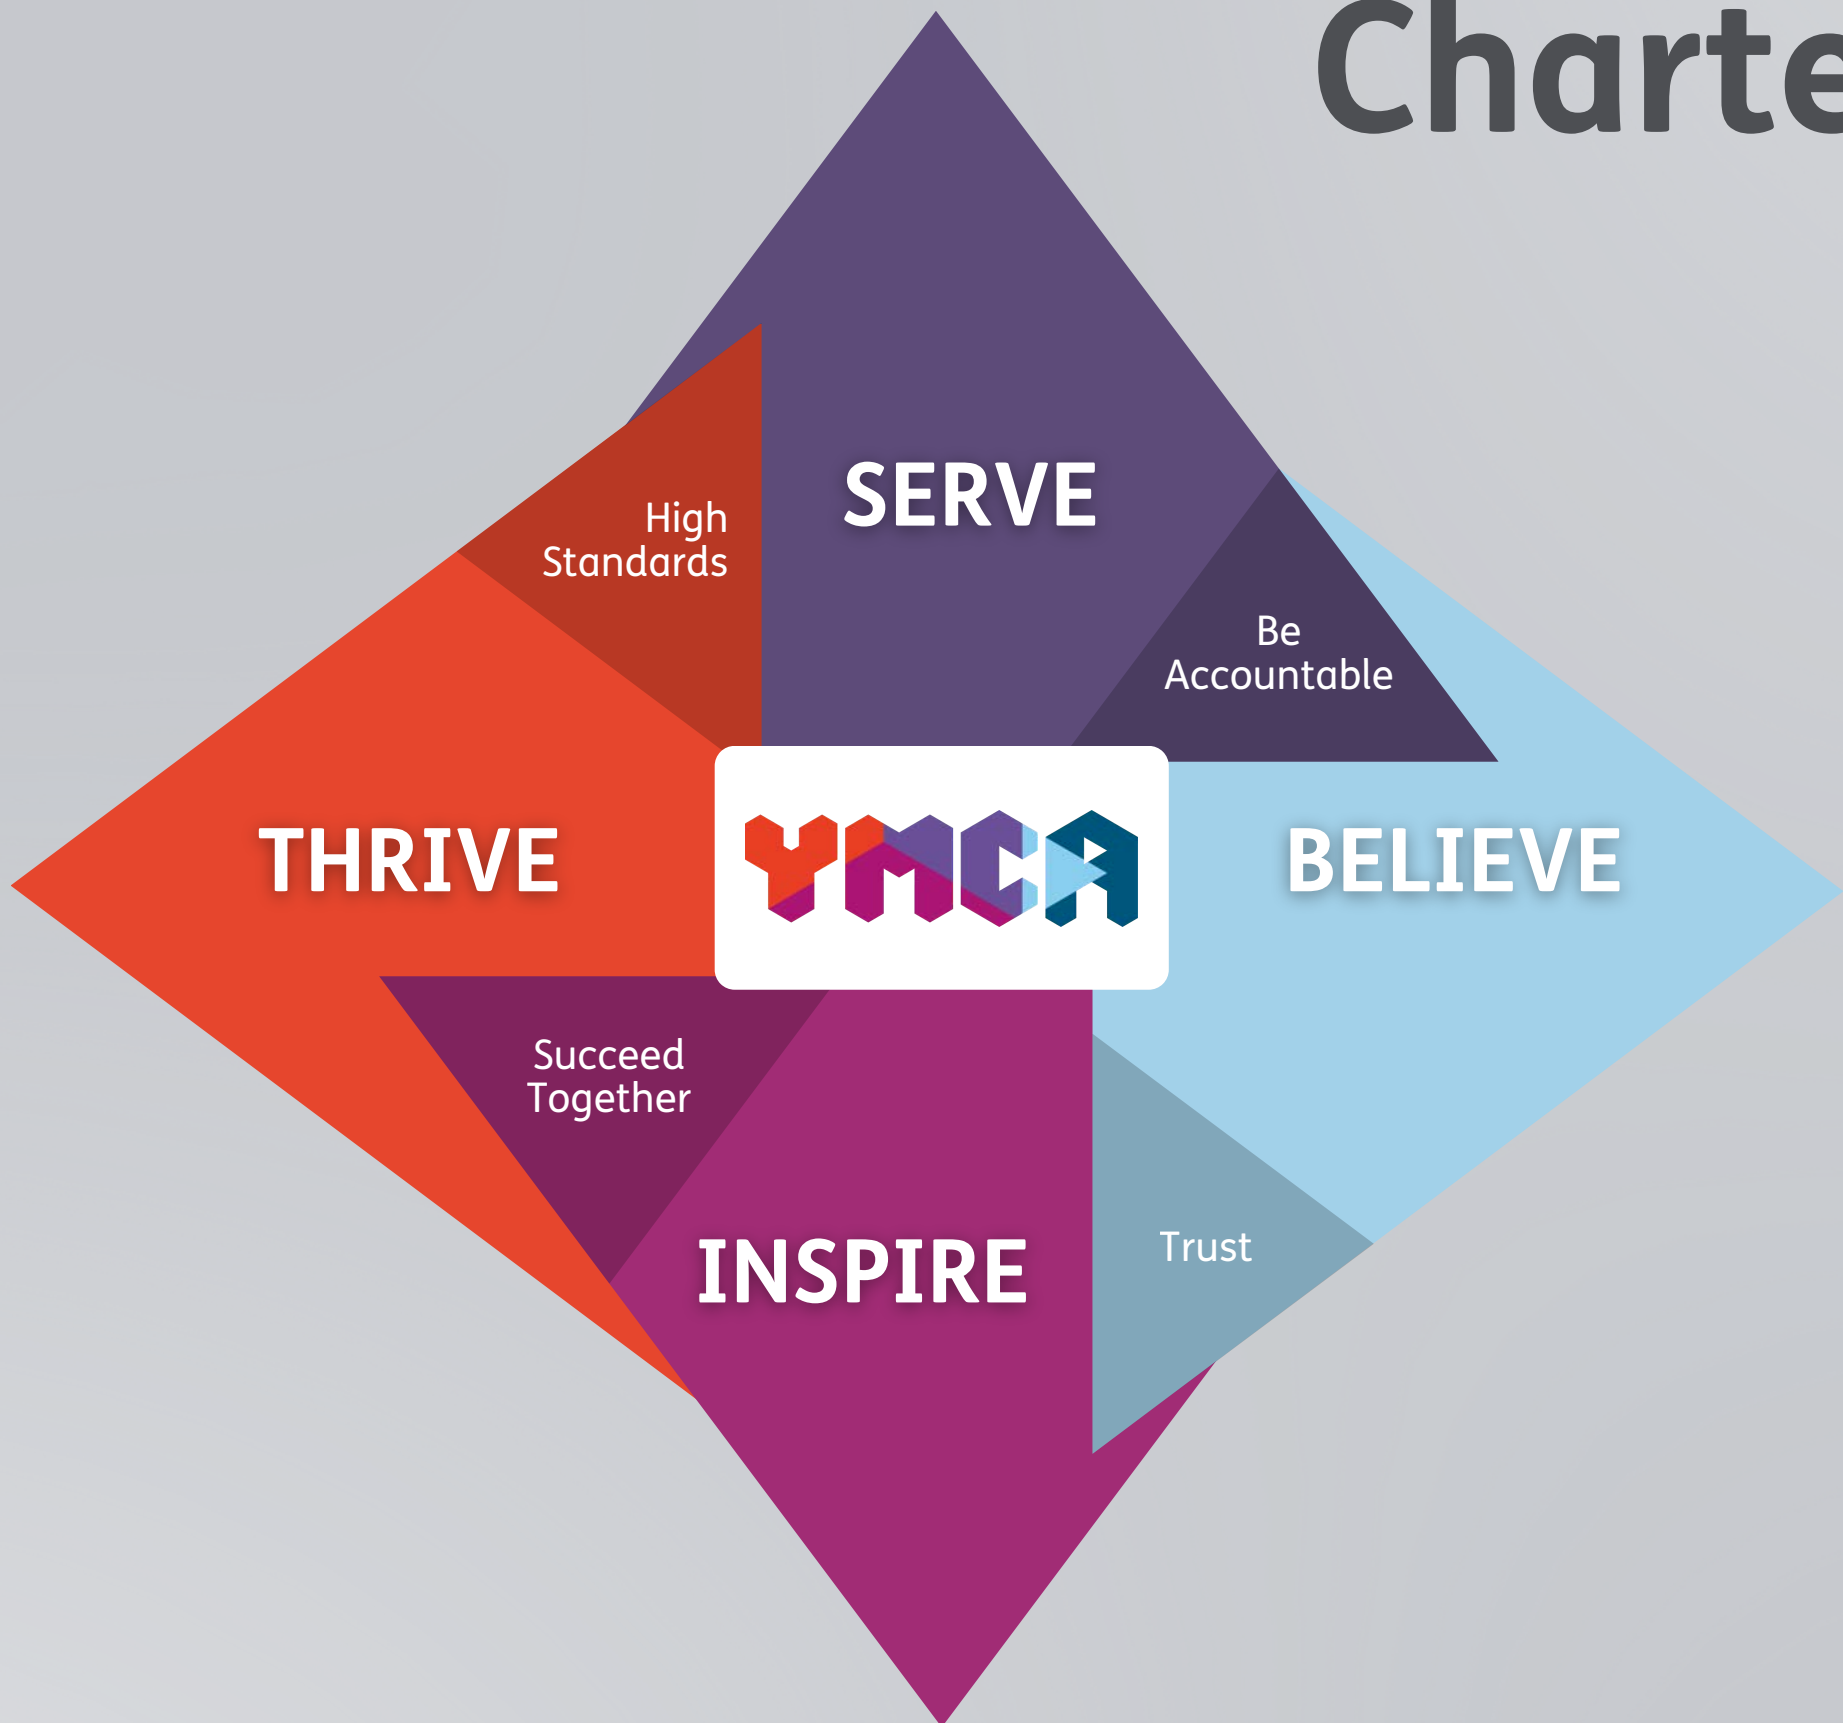 Charte
SERVE
High
Standards
Be
Accountable
THRIVE
YMCA
BELIEVE
Succeed
Together
INSPIRE
Trust